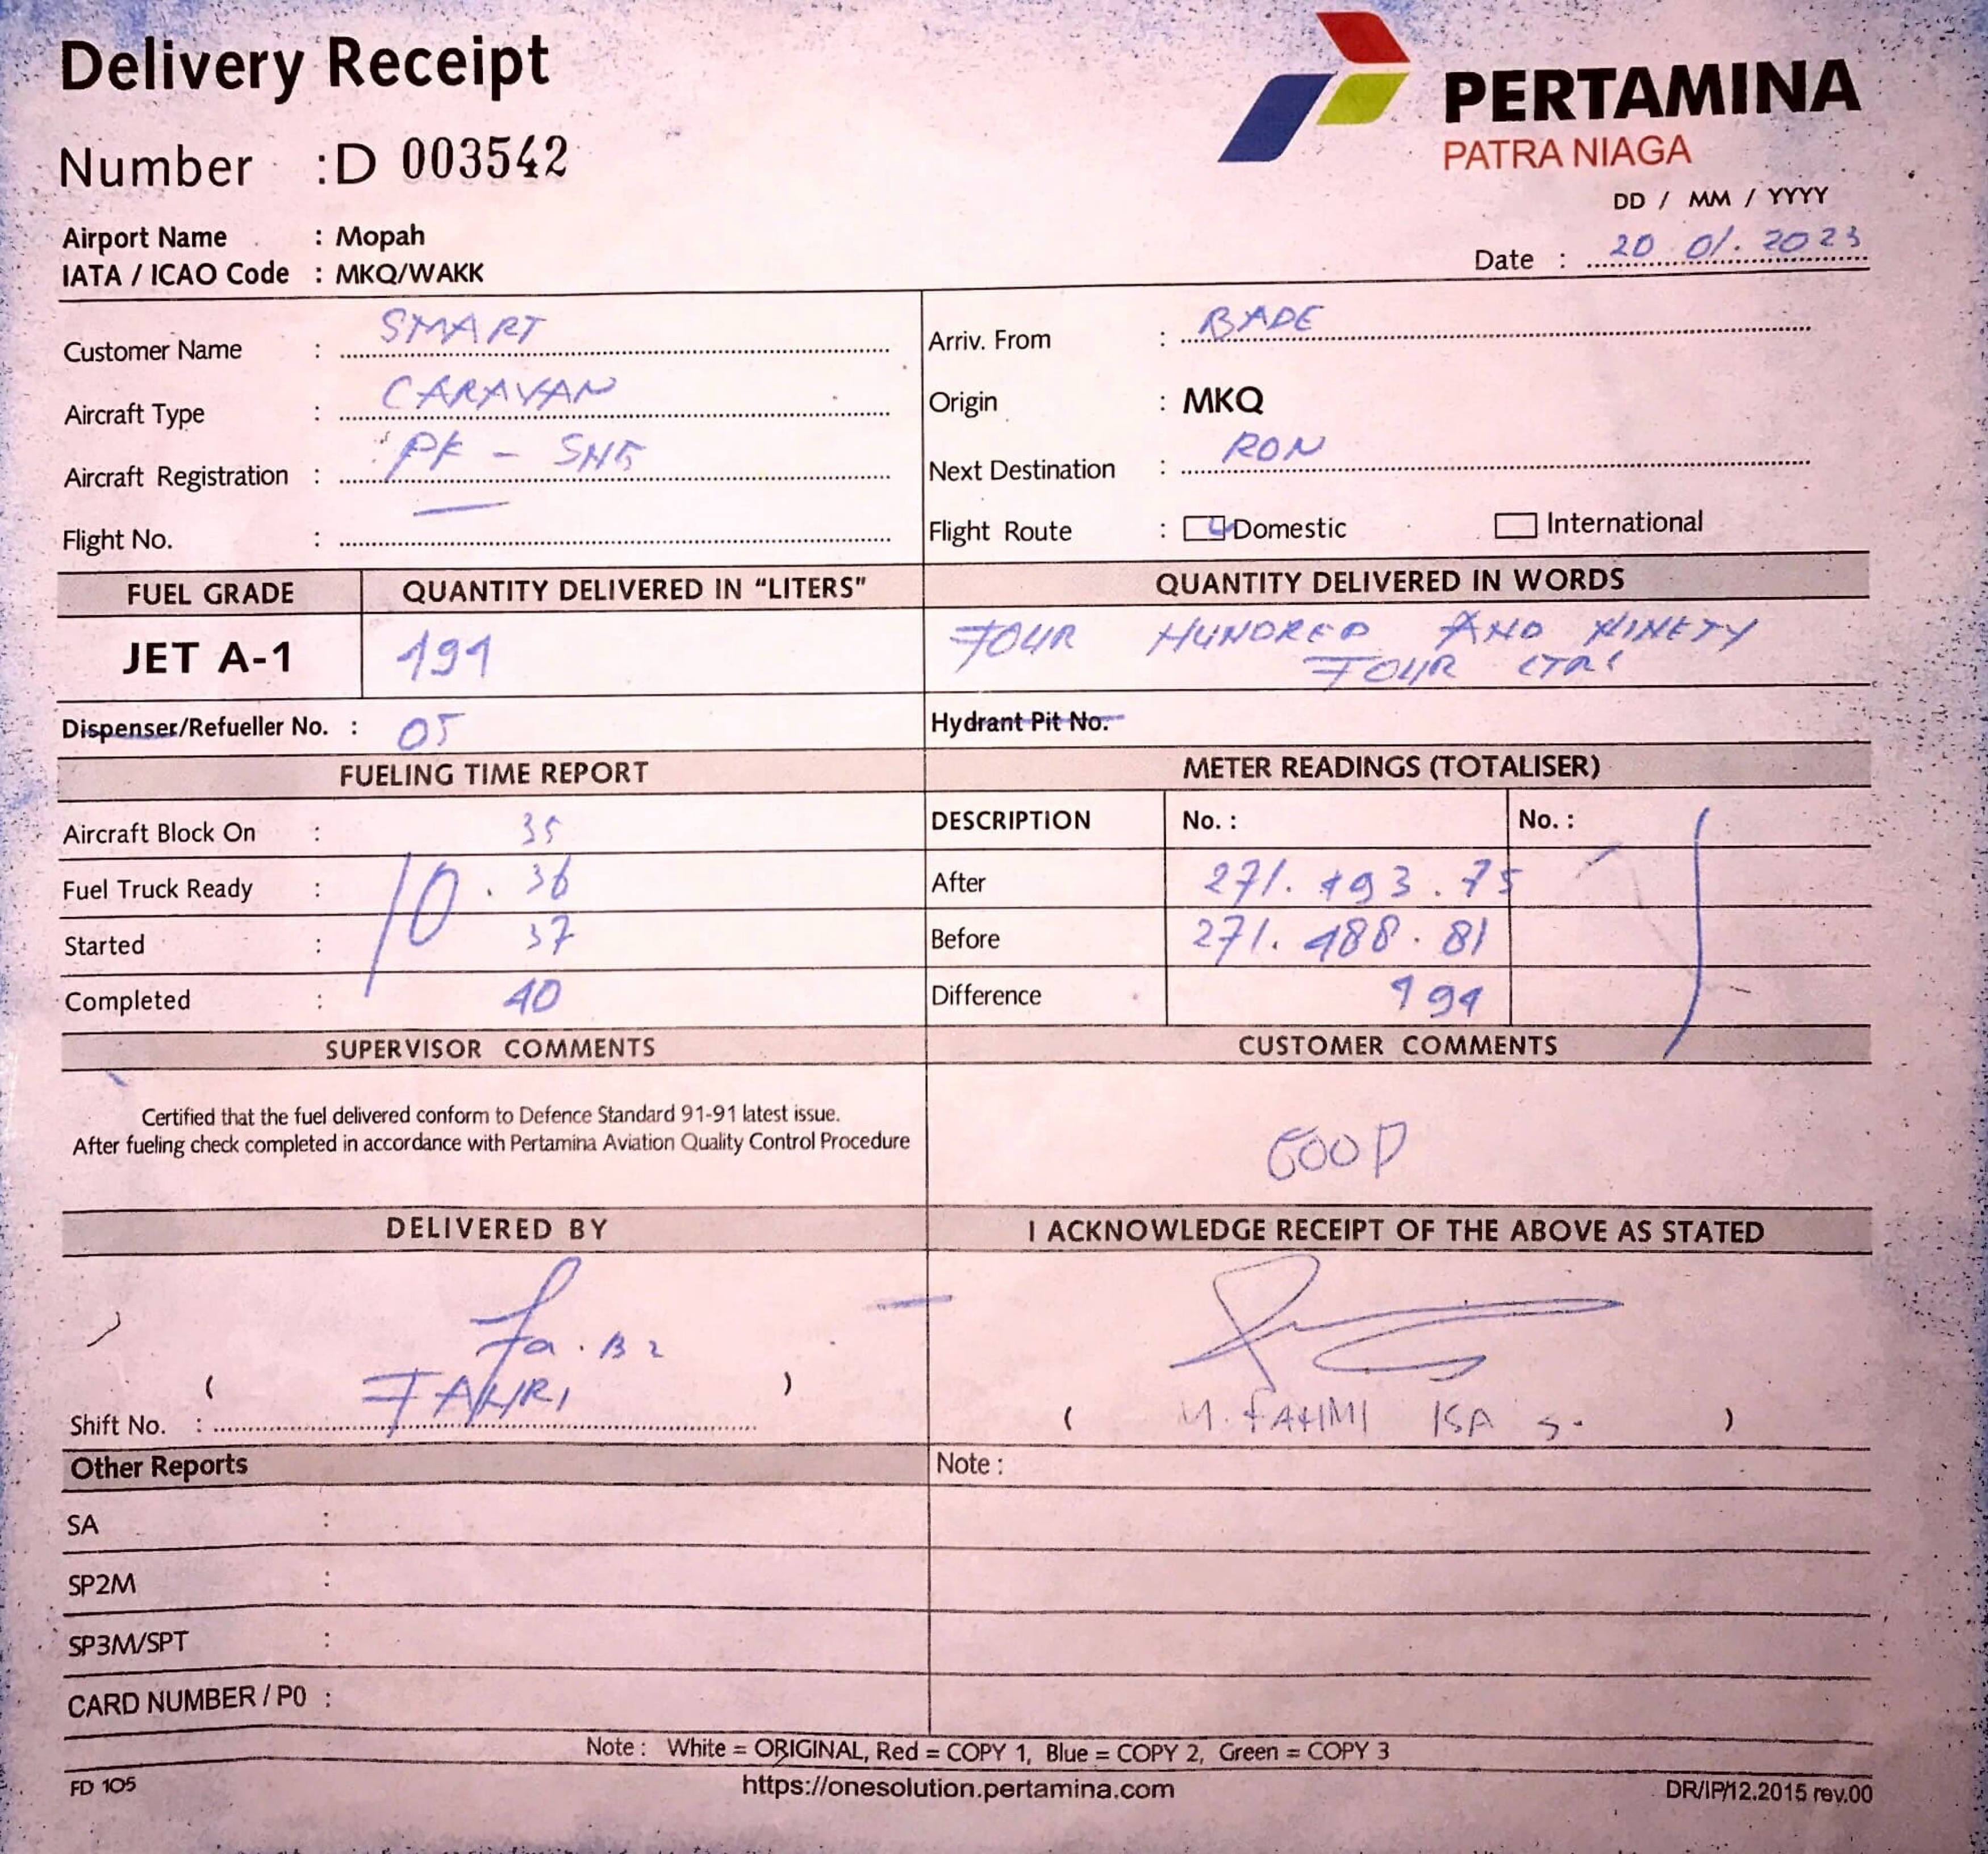 Delivery Receipt
PERTAMINA
PATRA NIAGA
Number : D 003542
DD / MM / YYYY
Airport Name : Mopah
Date : 20 01. 2023
IATA / ICAO Code : MKQ/WAKK
Customer Name : SMART
Arriv. From : BADE
Aircraft Type : CARAVAN
Origin : MKQ
Aircraft Registration : PK - SNG
Next Destination : RON
Flight No. : —
Flight Route : Domestic International
FUEL GRADE QUANTITY DELIVERED IN "LITERS" QUANTITY DELIVERED IN WORDS
JET A-1 494 FOUR HUNDRED AND NINETY
FOUR LTRS
Dispenser/Refueller No. : 05 Hydrant Pit No.
FUELING TIME REPORT METER READINGS (TOTALISER)
Aircraft Block On : 35 DESCRIPTION No. : No. :
Fuel Truck Ready : 10. 36 After 271. 493. 75
Started : 37 Before 271. 488. 81
Completed : 40 Difference 494
SUPERVISOR COMMENTS CUSTOMER COMMENTS
Certified that the fuel delivered conform to Defence Standard 91-91 latest issue.
After fueling check completed in accordance with Pertamina Aviation Quality Control Procedure
GOOD
DELIVERED BY I ACKNOWLEDGE RECEIPT OF THE ABOVE AS STATED
( FAHRI )
Shift No. :
( M. FAHMI ISA S. )
Other Reports Note :
SA :
SP2M :
SP3M/SPT :
CARD NUMBER / PO :
Note : White = ORIGINAL, Red = COPY 1, Blue = COPY 2, Green = COPY 3
FD 105 https://onesolution.pertamina.com DR/IP/12.2015 rev.00